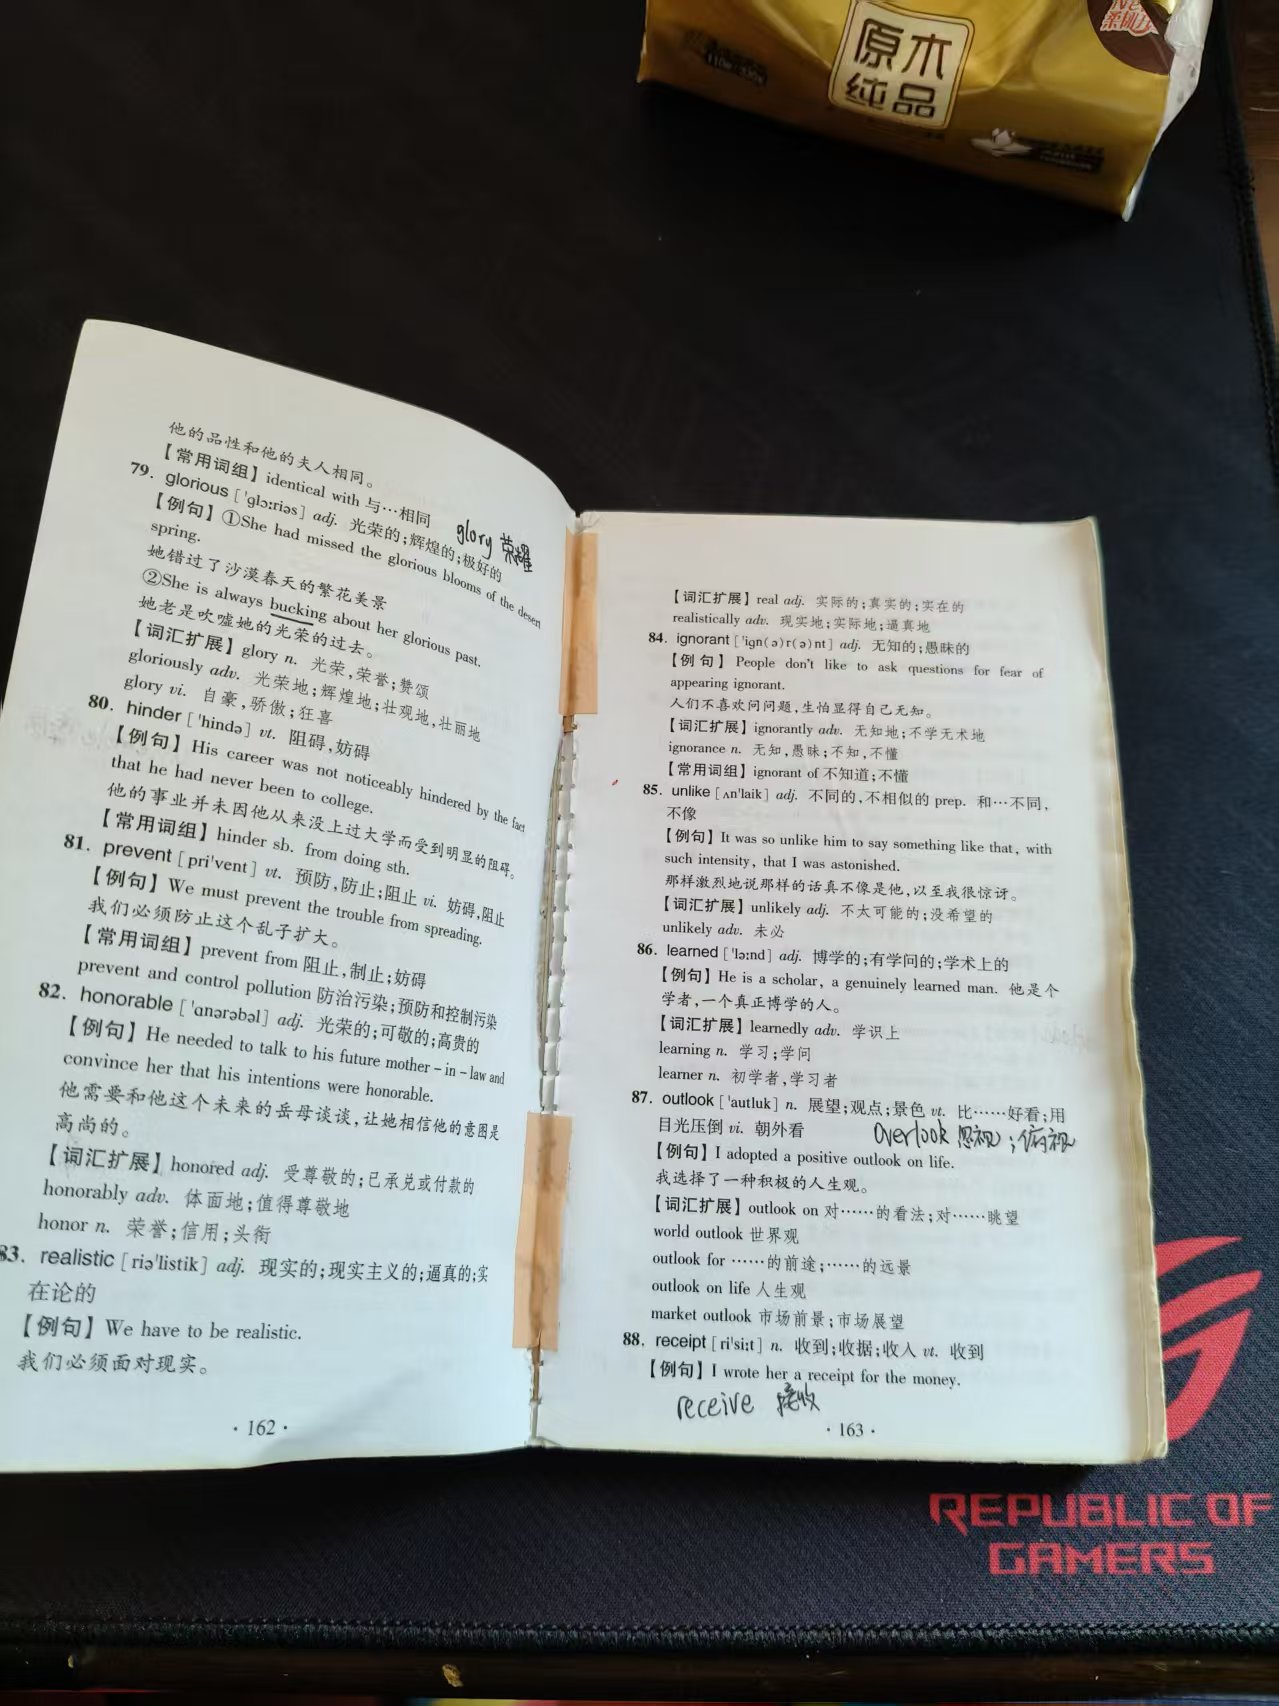 原木
纯品
他的品性和他的夫人相同。
【常用词组】identical with 与…相同
79. glorious ['glɔːriəs] adj. 光荣的;辉煌的;极好的
glory 荣耀
【例句】①She had missed the glorious blooms of the desert
spring.
她错过了沙漠春天的繁花美景
②She is always bucking about her glorious past.
她老是吹嘘她的光荣的过去。
【词汇扩展】glory n. 光荣,荣誉;赞颂
gloriously adv. 光荣地;辉煌地;壮观地,壮丽地
glory vi. 自豪,骄傲;狂喜
80. hinder ['hində] vt. 阻碍,妨碍
【例句】His career was not noticeably hindered by the fact
that he had never been to college.
他的事业并未因他从来没上过大学而受到明显的阻碍。
【常用词组】hinder sb. from doing sth.
81. prevent [pri'vent] vt. 预防,防止;阻止 vi. 妨碍,阻止
【例句】We must prevent the trouble from spreading.
我们必须防止这个乱子扩大。
【常用词组】prevent from 阻止,制止;妨碍
prevent and control pollution 防治污染;预防和控制污染
82. honorable ['ɑnərəbəl] adj. 光荣的;可敬的;高贵的
【例句】He needed to talk to his future mother-in-law and
convince her that his intentions were honorable.
他需要和他这个未来的岳母谈谈,让她相信他的意图是
高尚的。
【词汇扩展】honored adj. 受尊敬的;已承兑或付款的
honorably adv. 体面地;值得尊敬地
honor n. 荣誉;信用;头衔
83. realistic [riə'listik] adj. 现实的;现实主义的;逼真的;实
在论的
【例句】We have to be realistic.
我们必须面对现实。
·162·
【词汇扩展】real adj. 实际的;真实的;实在的
realistically adv. 现实地;实际地;逼真地
84. ignorant ['ign(ə)r(ə)nt] adj. 无知的;愚昧的
【例句】People don't like to ask questions for fear of
appearing ignorant.
人们不喜欢问问题,生怕显得自己无知。
【词汇扩展】ignorantly adv. 无知地;不学无术地
ignorance n. 无知,愚昧;不知,不懂
【常用词组】ignorant of 不知道;不懂
85. unlike [ʌn'laik] adj. 不同的,不相似的 prep. 和…不同,
不像
【例句】It was so unlike him to say something like that, with
such intensity, that I was astonished.
那样激烈地说那样的话真不像是他,以至我很惊讶。
【词汇扩展】unlikely adj. 不太可能的;没希望的
unlikely adv. 未必
86. learned ['lə:nd] adj. 博学的;有学问的;学术上的
【例句】He is a scholar, a genuinely learned man. 他是个
学者,一个真正博学的人。
【词汇扩展】learnedly adv. 学识上
learning n. 学习;学问
learner n. 初学者,学习者
87. outlook ['autluk] n. 展望;观点;景色 vt. 比……好看;用
目光压倒 vi. 朝外看
overlook 忽视;俯视
【例句】I adopted a positive outlook on life.
我选择了一种积极的人生观。
【词汇扩展】outlook on 对……的看法;对……眺望
world outlook 世界观
outlook for ……的前途;……的远景
outlook on life 人生观
market outlook 市场前景;市场展望
88. receipt [ri'si:t] n. 收到;收据;收入 vt. 收到
【例句】I wrote her a receipt for the money.
receive 接收
·163·
REPUBLIC OF
GAMERS